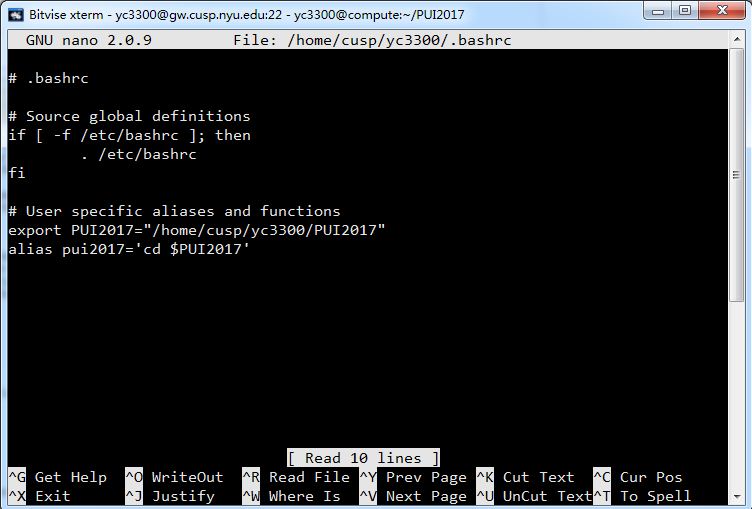 Bitvise xterm - yc3300@gw.cusp.nyu.edu:22 - yc3300@compute:~/PUI2017
GNU nano 2.0.9 File: /home/cusp/yc3300/.bashrc
# .bashrc
# Source global definitions
if [ -f /etc/bashrc ]; then
        . /etc/bashrc
fi
# User specific aliases and functions
export PUI2017="/home/cusp/yc3300/PUI2017"
alias pui2017='cd $PUI2017'
[ Read 10 lines ]
^G Get Help ^O WriteOut ^R Read File ^Y Prev Page ^K Cut Text ^C Cur Pos
^X Exit ^J Justify ^W Where Is ^V Next Page ^U UnCut Text ^T To Spell